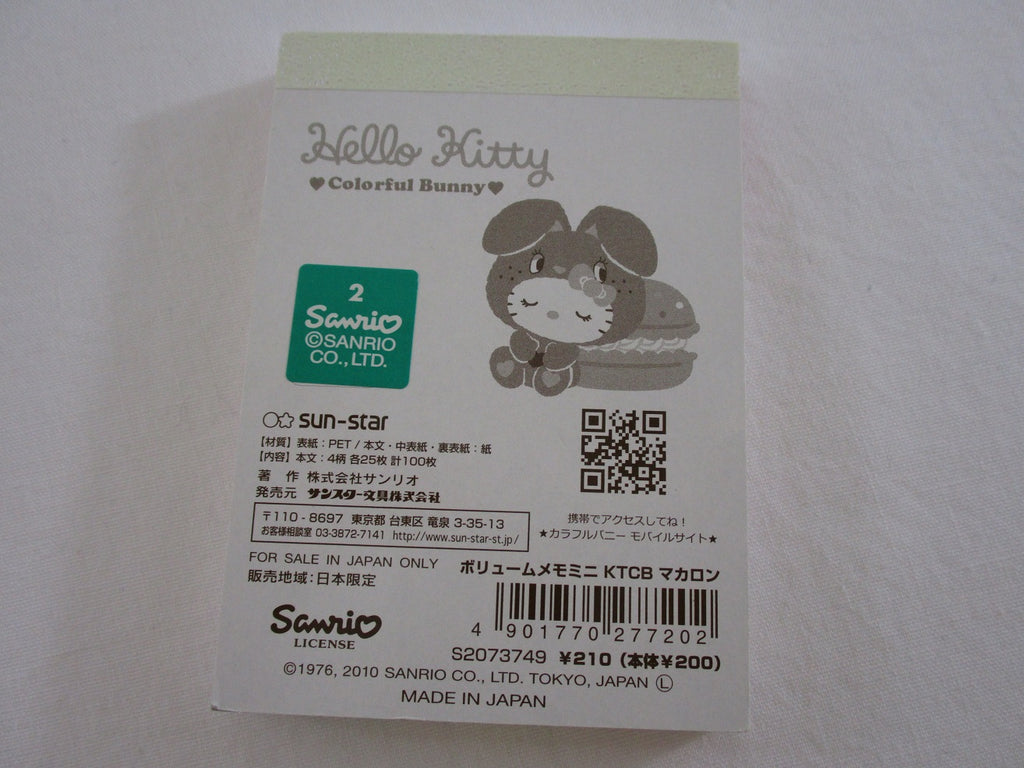 Hello Kitty
♥Colorful Bunny♥
2
Sanrio
©SANRIO
CO., LTD.
○☆ sun-star
【材質】表紙：PET / 本文・中表紙・裏表紙：紙
【内容】本文：4柄 各25枚 計100枚
著　作 株式会社サンリオ
発売元 サンスター文具株式会社
〒110-8697 東京都 台東区 竜泉 3-35-13
お客様相談室 03-3872-7141 http://www.sun-star-st.jp/
携帯でアクセスしてね！
★カラフルバニー モバイルサイト★
FOR SALE IN JAPAN ONLY
販売地域：日本限定
ボリュームメモミニ KTCB マカロン
4 901770 277202
S2073749 ¥210（本体¥200）
Sanrio
LICENSE
©1976, 2010 SANRIO CO., LTD. TOKYO, JAPAN Ⓛ
MADE IN JAPAN